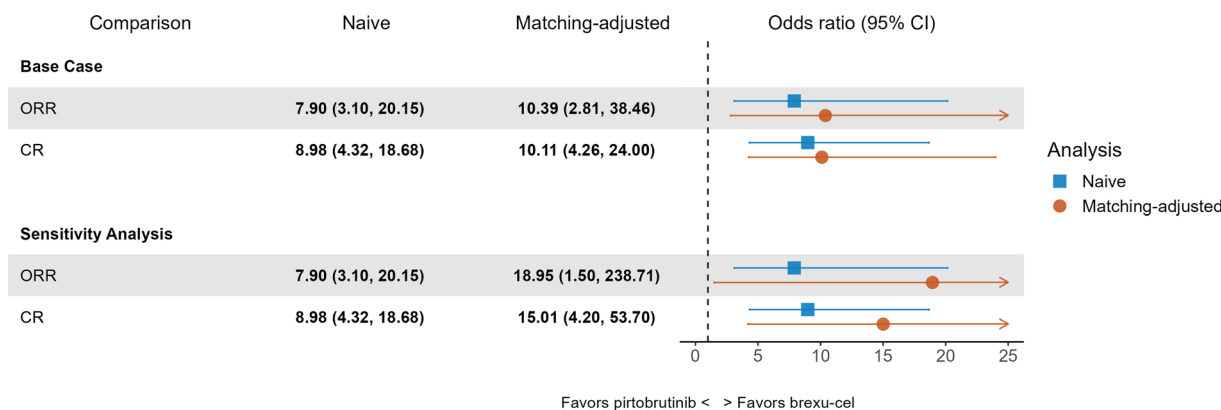 Comparison Naive Matching-adjusted Odds ratio (95% CI)
Base Case
ORR 7.90 (3.10, 20.15) 10.39 (2.81, 38.46)
CR 8.98 (4.32, 18.68) 10.11 (4.26, 24.00)
Analysis
Naive
Matching-adjusted
Sensitivity Analysis
ORR 7.90 (3.10, 20.15) 18.95 (1.50, 238.71)
CR 8.98 (4.32, 18.68) 15.01 (4.20, 53.70)
0 5 10 15 20 25
Favors pirtobrutinib < > Favors brexu-cel